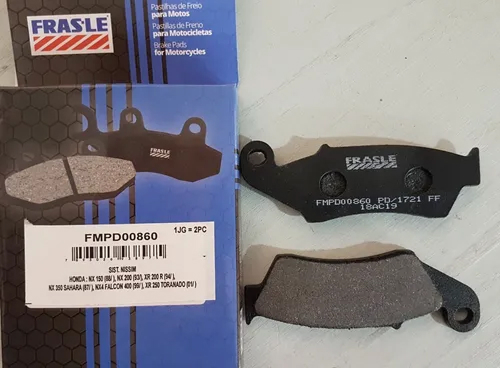 FRASLE
Pastilhas de Freio
para Motos
Pastillas de Freno
para Motocicletas
Brake Pads
for Motorcycles
FRASLE
FMPD00860 1JG = 2PC
SIST. NISSIM
HONDA : NX 150 (88/ ), NX 200 (93/), XR 200 R (94/ ),
NX 350 SAHARA (87/ ), NX4 FALCON 400 (99/ ), XR 250 TORANADO (01/ )
FRASLE
FMPD00860 PD/1721 FF
18AC19